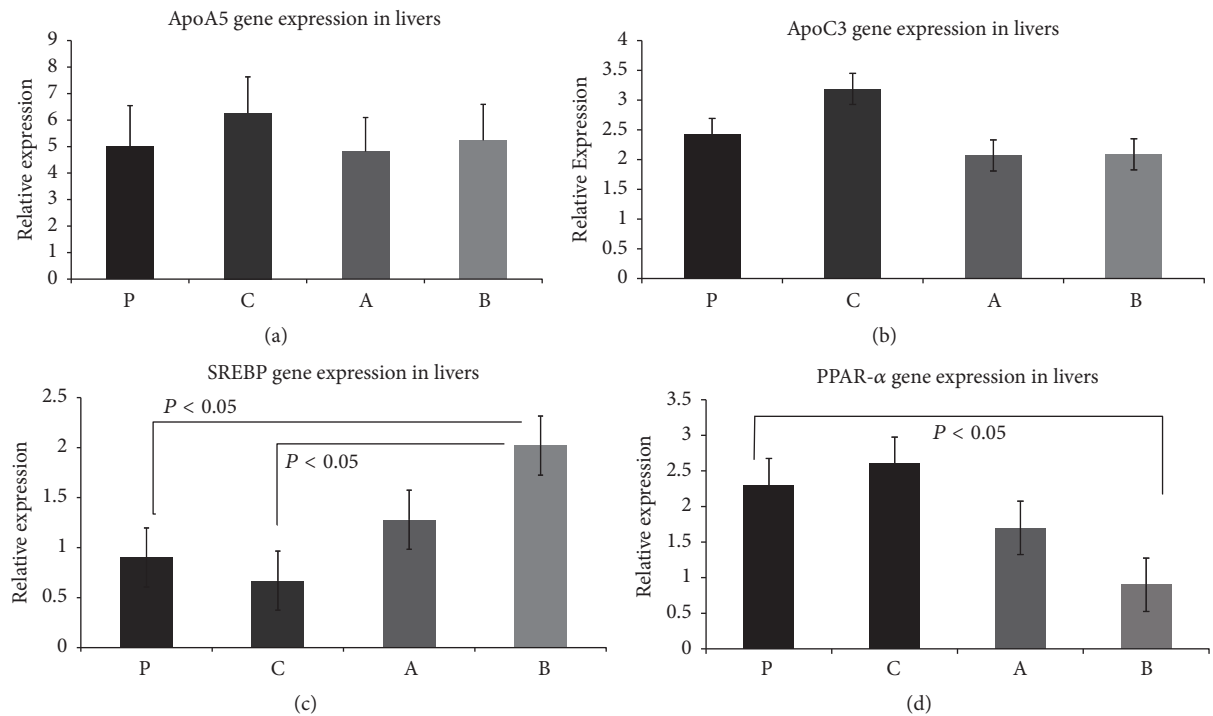 ApoA5 gene expression in livers
Relative expression
9
8
7
6
5
4
3
2
1
0
P C A B
(a)
ApoC3 gene expression in livers
Relative Expression
4
3.5
3
2.5
2
1.5
1
0.5
0
P C A B
(b)
SREBP gene expression in livers
Relative expression
2.5
2
1.5
1
0.5
0
P < 0.05
P < 0.05
P C A B
(c)
PPAR-α gene expression in livers
Relative expression
3.5
3
2.5
2
1.5
1
0.5
0
P < 0.05
P C A B
(d)